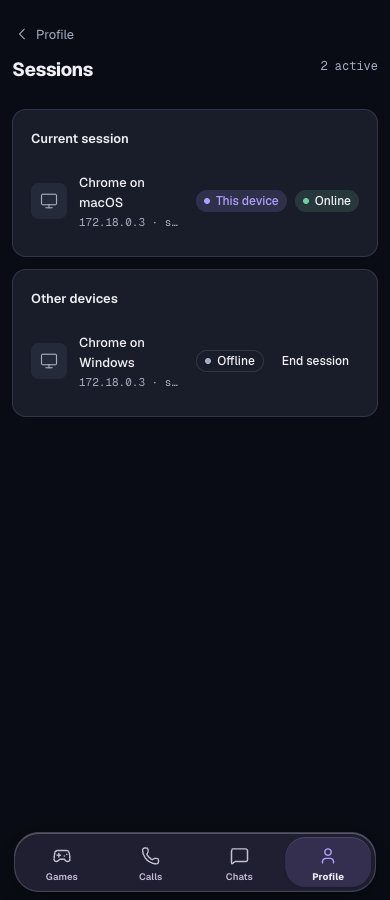 Profile
Sessions
2 active
Current session
Chrome on
macOS
172.18.0.3 · s…
This device
Online
Other devices
Chrome on
Windows
172.18.0.3 · s…
Offline
End session
Games
Calls
Chats
Profile